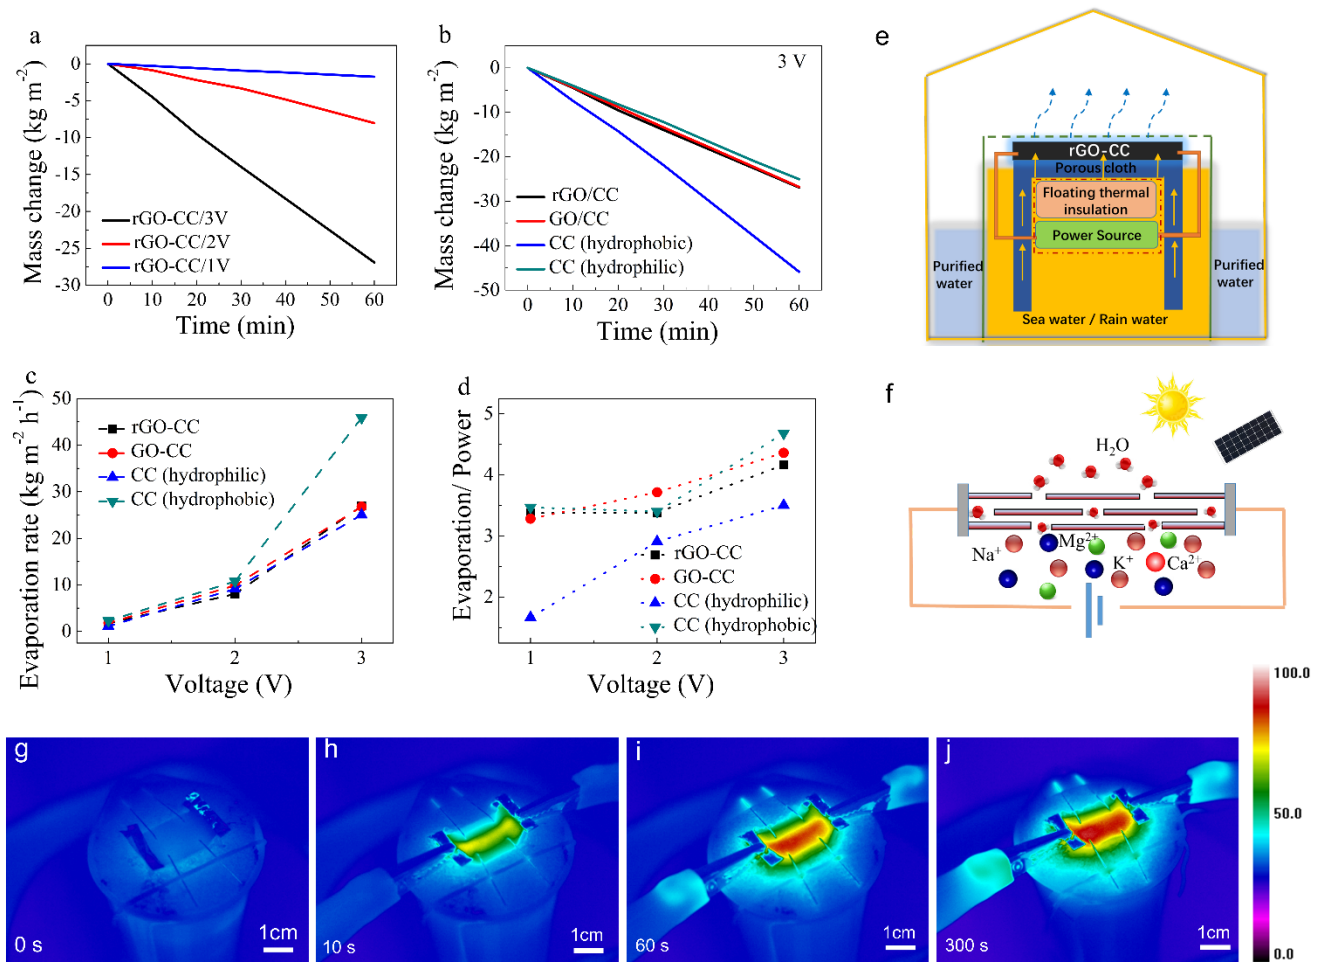 a
Mass change (kg m-2)
0
-5
-10
-15
-20
-25
-30
rGO-CC/3V
rGO-CC/2V
rGO-CC/1V
0 10 20 30 40 50 60
Time (min)
b
3 V
Mass change (kg m-2)
0
-10
-20
-30
-40
-50
rGO/CC
GO/CC
CC (hydrophobic)
CC (hydrophilic)
0 10 20 30 40 50 60
Time (min)
e
rGO-CC
Porous cloth
Floating thermal
insulation
Power Source
Purified
water
Purified
water
Sea water / Rain water
c
Evaporation rate (kg m-2 h-1)
50
40
30
20
10
0
rGO-CC
GO-CC
CC (hydrophilic)
CC (hydrophobic)
1 2 3
Voltage (V)
d
Evaporation/ Power
5
4
3
2
rGO-CC
GO-CC
CC (hydrophilic)
CC (hydrophobic)
1 2 3
Voltage (V)
f
H2O
Na+
Mg2+
K+
Ca2+
g
0 s
1cm
h
10 s
1cm
i
60 s
1cm
j
300 s
1cm
100.0
50.0
0.0